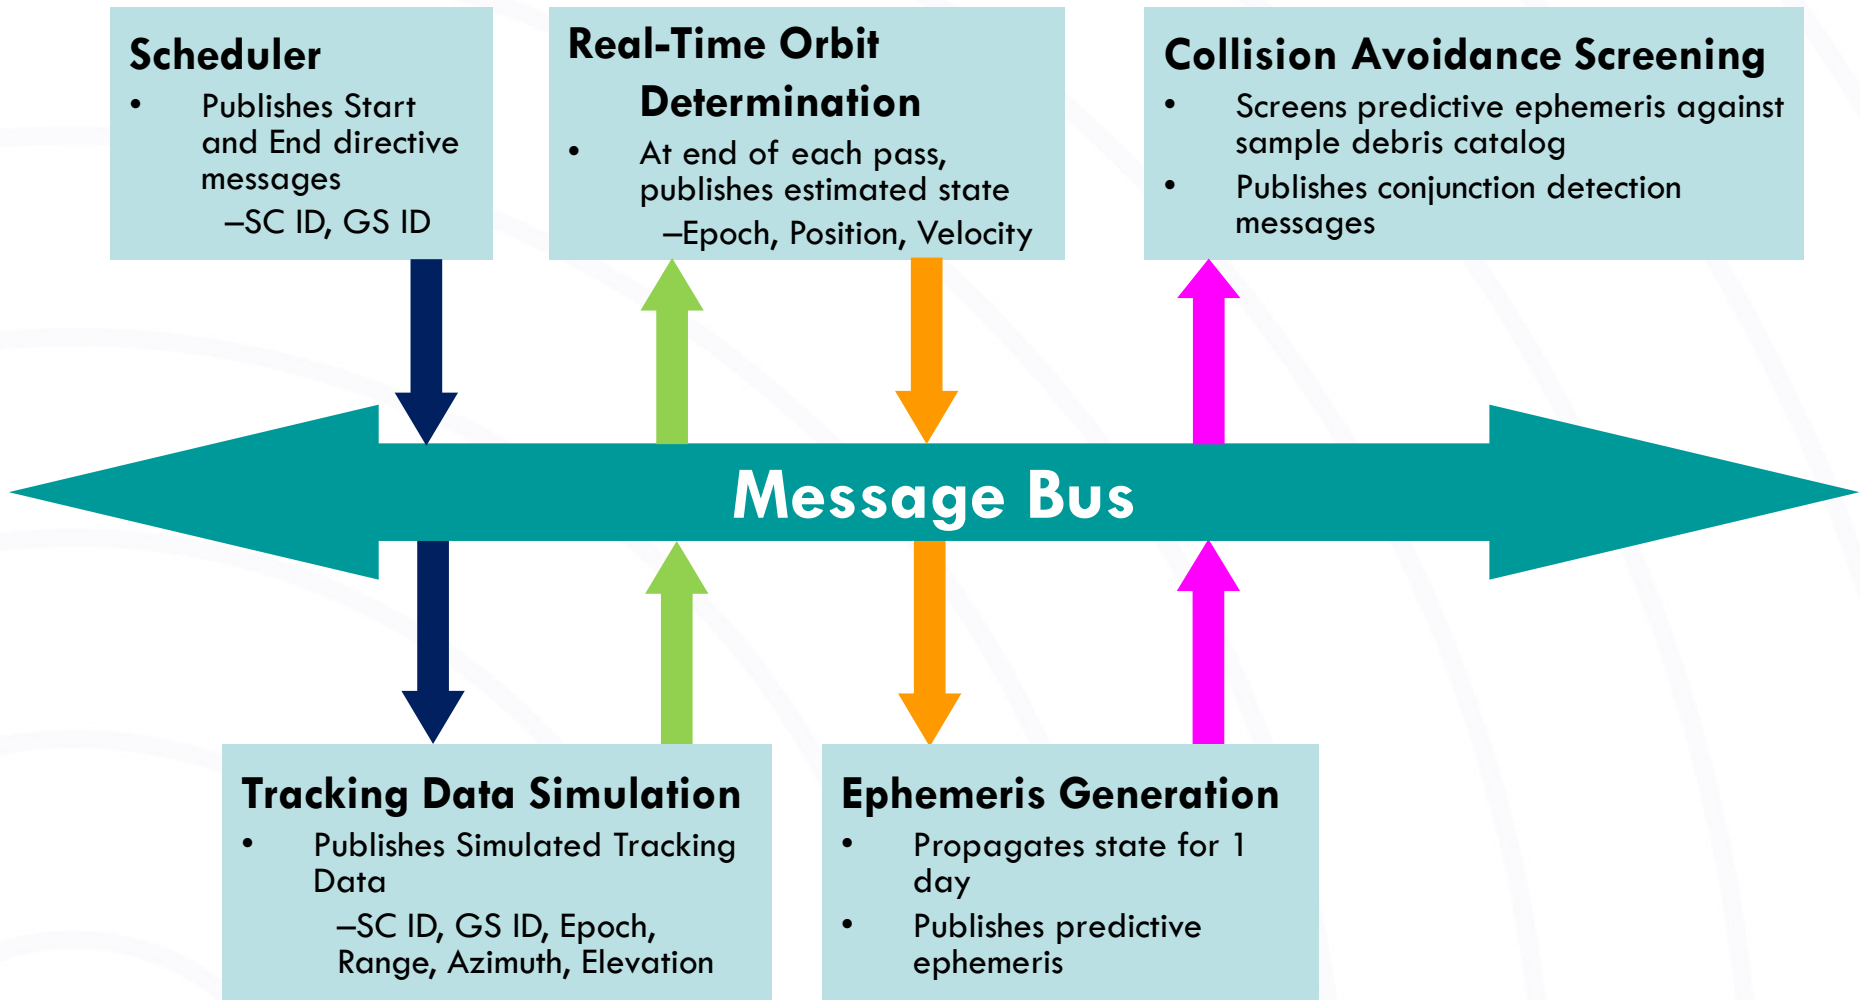 Scheduler
• Publishes Start
and End directive
messages
–SC ID, GS ID
Real-Time Orbit
Determination
• At end of each pass,
publishes estimated state
–Epoch, Position, Velocity
Collision Avoidance Screening
• Screens predictive ephemeris against
sample debris catalog
• Publishes conjunction detection
messages
Message Bus
Tracking Data Simulation
• Publishes Simulated Tracking
Data
–SC ID, GS ID, Epoch,
Range, Azimuth, Elevation
Ephemeris Generation
• Propagates state for 1
day
• Publishes predictive
ephemeris